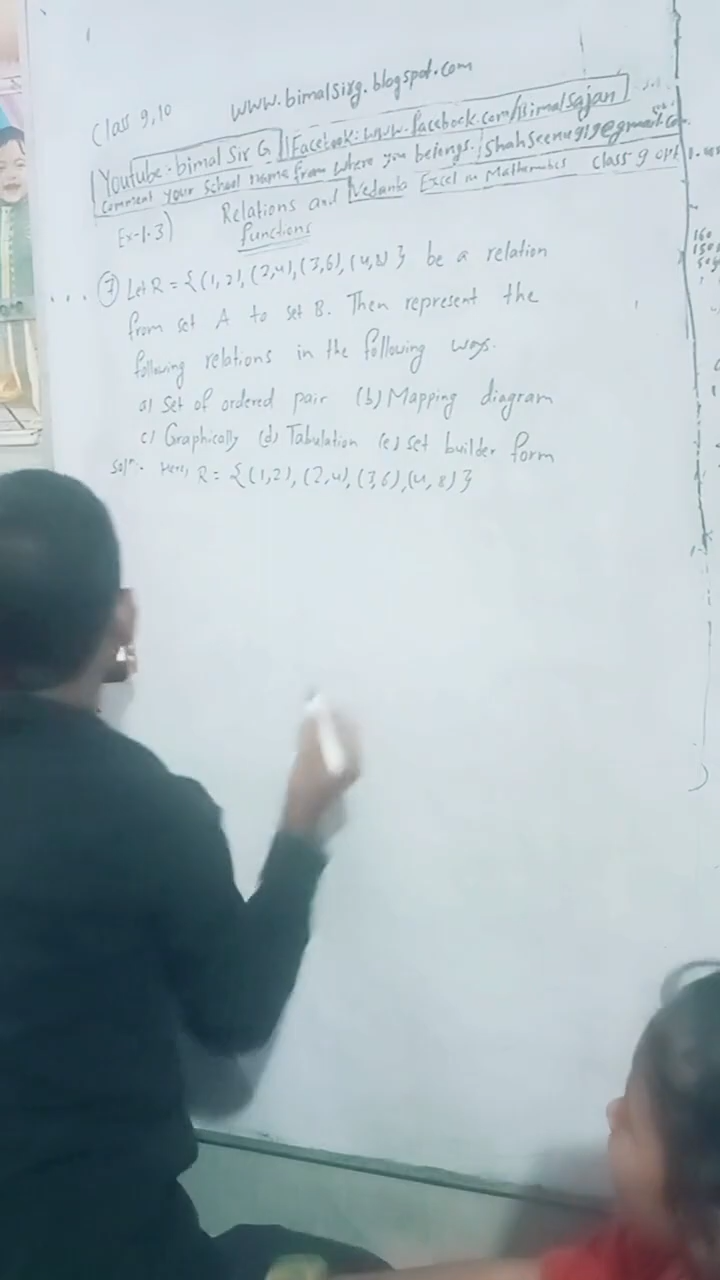 www.bimalsirg.blogspot.com
Class 9,10
Youtube:- bimal Sir G || Facebook:- www.facebook.com/bimalsajan
Comment your School name from where you belongs.
Ex-1.3) Relations and Functions Vedanta Excel in Mathematics Class 9 opt
(7) Let R = {(1,2), (2,4), (3,6), (4,8)} be a relation
from set A to set B. Then represent the
following relations in the following ways.
a) Set of ordered pair (b) Mapping diagram
c) Graphically (d) Tabulation (e) set builder form
Solⁿ:- Here, R = {(1,2), (2,4), (3,6), (4,8)}